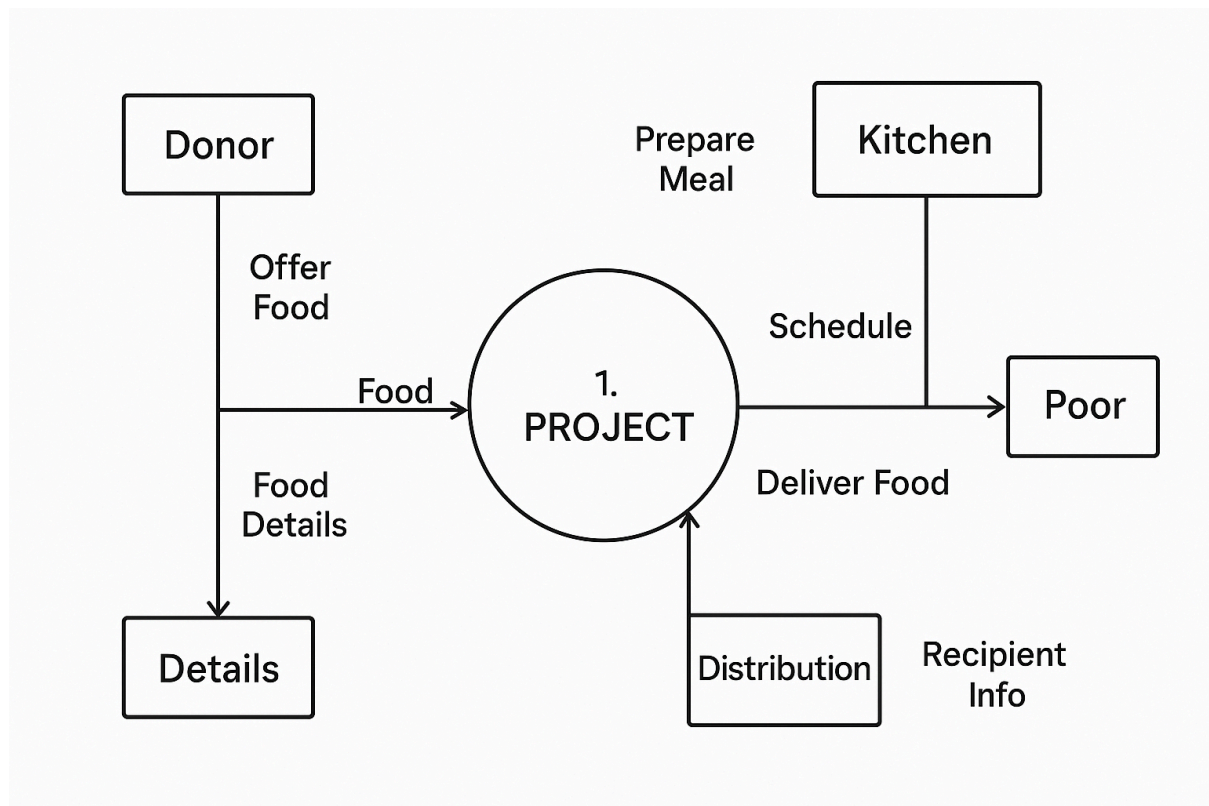 Donor
Kitchen
Prepare
Meal
Offer
Food
Schedule
Food
1.
PROJECT
Poor
Food
Details
Deliver Food
Details
Distribution
Recipient
Info